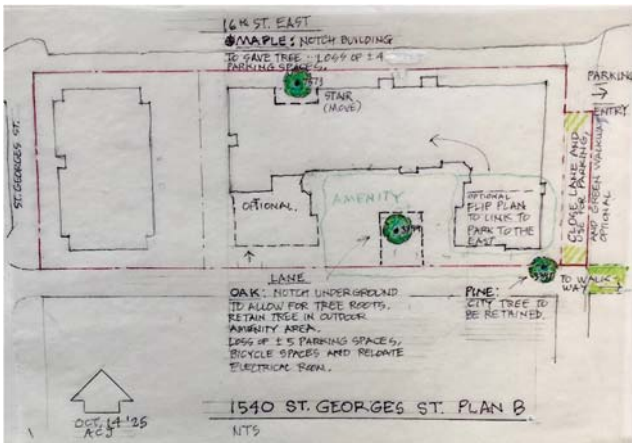 16TH ST. EAST
MAPLE: NOTCH BUILDING
TO SAVE TREE - LOSS OF ±4
PARKING SPACES.
STAIR
(MOVE)
PARKING
ENTRY
ST. GEORGES ST.
CLOSE LANE AND
USE FOR PARKING,
AND GREEN WALKWAY
OPTIONAL
AMENITY
OPTIONAL.
OPTIONAL
FLIP PLAN
TO LINK TO
PARK TO THE
EAST
LANE
OAK: NOTCH UNDERGROUND
TO ALLOW FOR TREE ROOTS.
RETAIN TREE IN OUTDOOR
AMENITY AREA.
LOSS OF ±5 PARKING SPACES,
BICYCLE SPACES AND RELOATE
ELECTRICAL ROOM.
PINE:
CITY TREE TO
BE RETAINED.
TO WALK-
WAY
1540 ST. GEORGES ST. PLAN B
NTS
OCT. 14 '25
ACJ